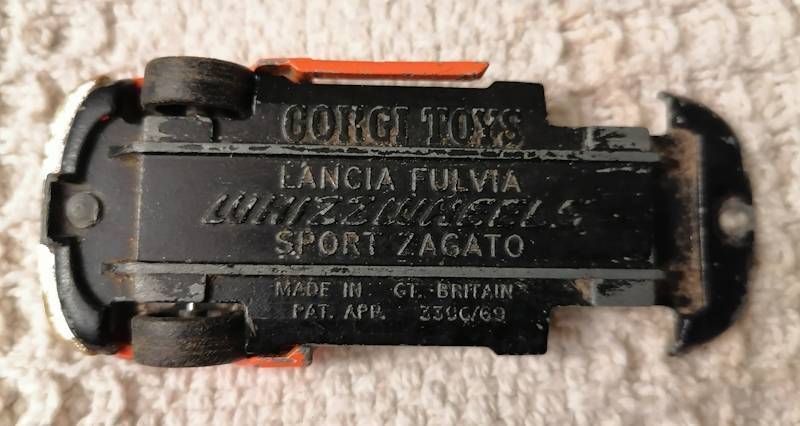 CORGI TOYS
LANCIA FULVIA
WHIZZWHEELS
SPORT ZAGATO
MADE IN GT. BRITAIN
PAT. APP. 3396/69